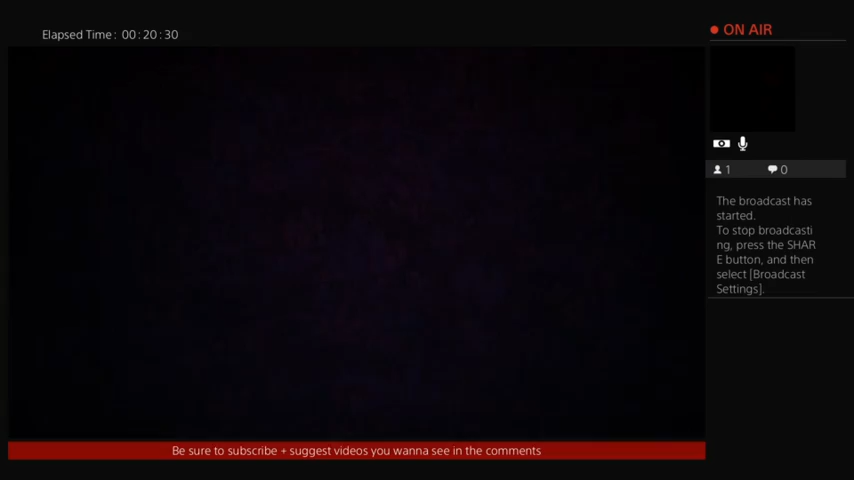 Elapsed Time: 00:20:30
ON AIR
1 0
The broadcast has
started.
To stop broadcasti
ng, press the SHAR
E button, and then
select [Broadcast
Settings].
Be sure to subscribe + suggest videos you wanna see in the comments